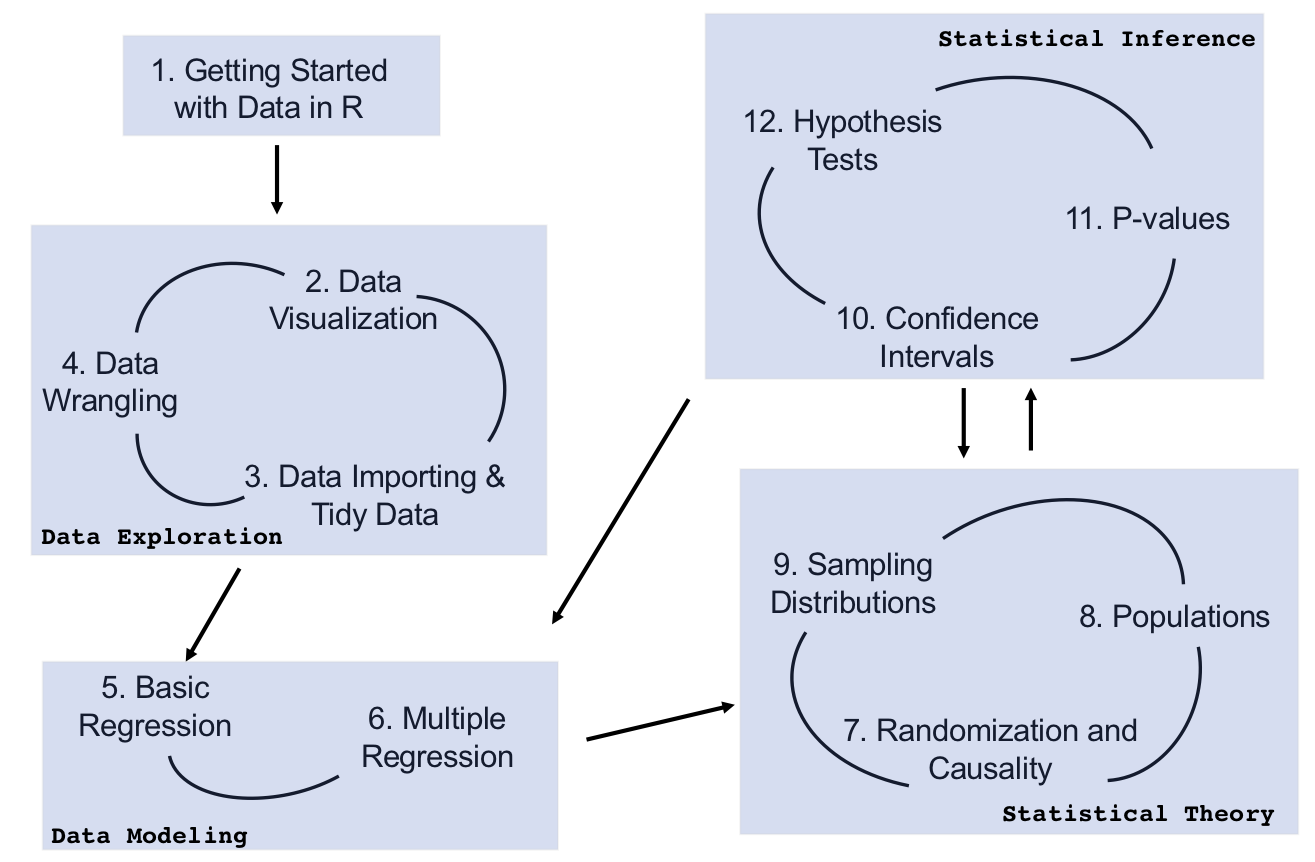 1. Getting Started
with Data in R
2. Data
Visualization
4. Data
Wrangling
3. Data Importing &
Tidy Data
Data Exploration
5. Basic
Regression
6. Multiple
Regression
Data Modeling
Statistical Inference
12. Hypothesis
Tests
11. P-values
10. Confidence
Intervals
9. Sampling
Distributions
8. Populations
7. Randomization and
Causality
Statistical Theory